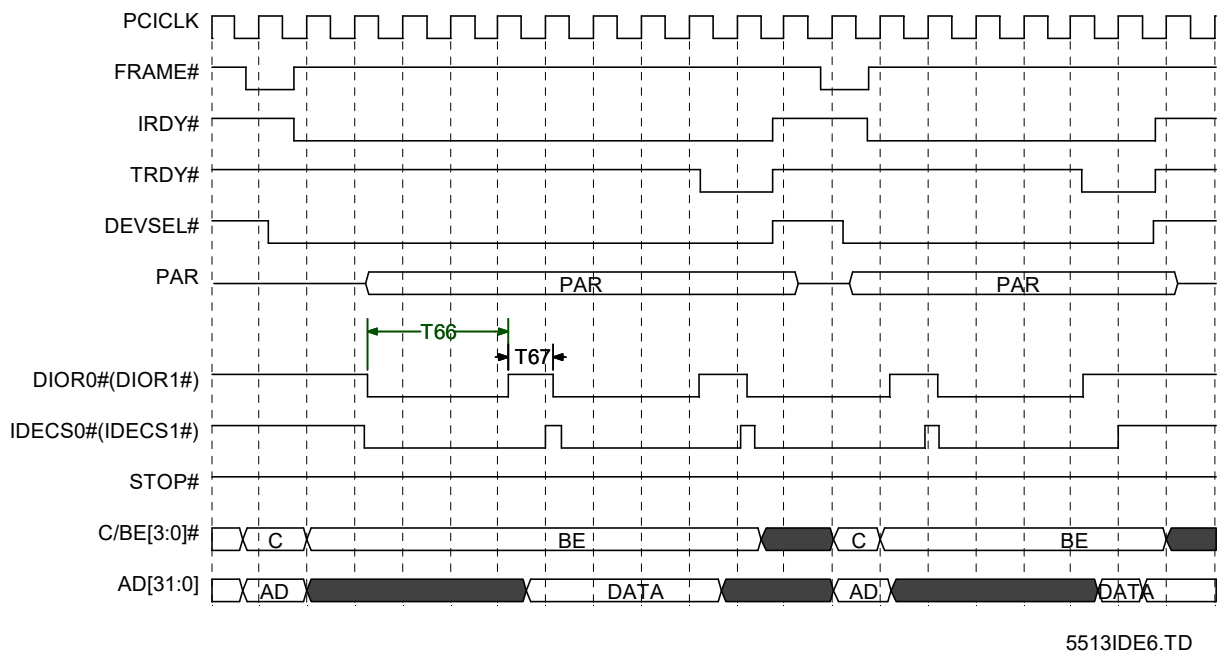 PCICLK
FRAME#
IRDY#
TRDY#
DEVSEL#
PAR
PAR
PAR
T66
T67
DIOR0#(DIOR1#)
IDECS0#(IDECS1#)
STOP#
C/BE[3:0]#
C
BE
C
BE
AD[31:0]
AD
DATA
AD
DATA
5513IDE6.TD